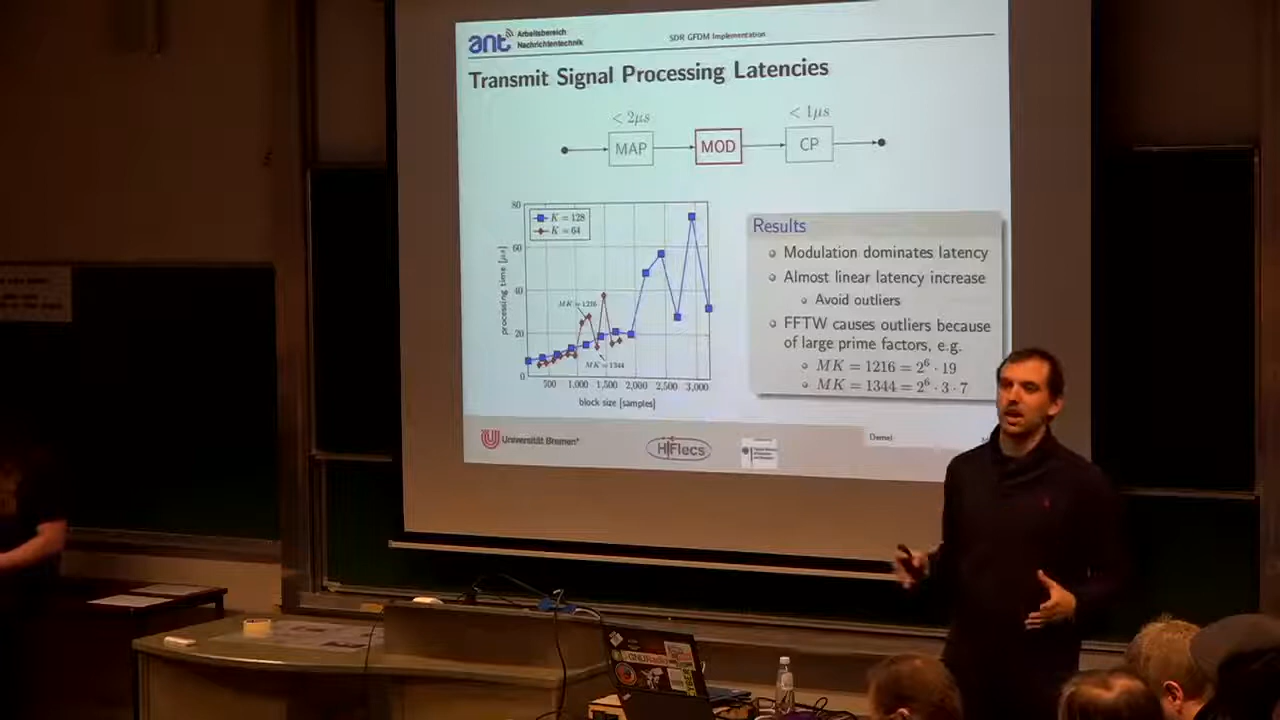 ant
Arbeitsbereich
Nachrichtentechnik
SDR GFDM Implementation
Transmit Signal Processing Latencies
< 2μs
< 1μs
MAP
MOD
CP
K = 128
K = 64
processing time [μs]
80
60
40
20
0
MK = 1216
MK = 1344
500
1,000
1,500
2,000
2,500
3,000
block size [samples]
Results
Modulation dominates latency
Almost linear latency increase
Avoid outliers
FFTW causes outliers because
of large prime factors, e.g.
MK = 1216 = 2⁶ · 19
MK = 1344 = 2⁶ · 3 · 7
Universität Bremen
HiFlecs
Demel